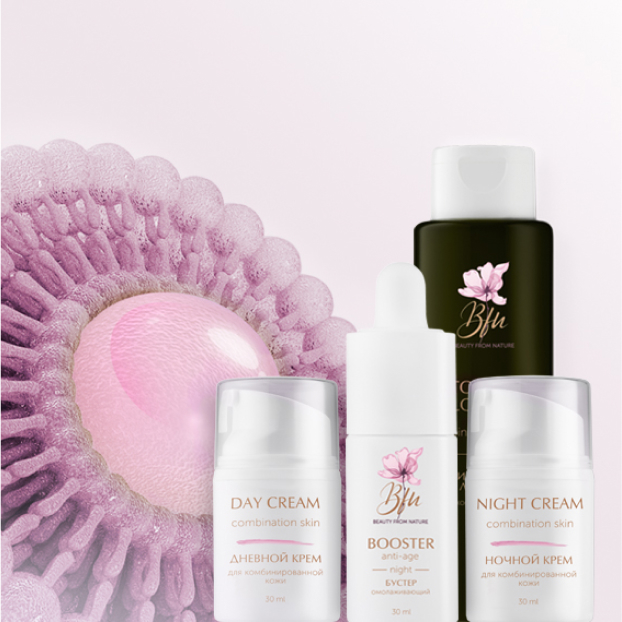 Bfn
BEAUTY FROM NATURE
DAY CREAM
combination skin
ДНЕВНОЙ КРЕМ
для комбинированной
кожи
30 ml
Bfn
BEAUTY FROM NATURE
BOOSTER
anti-age
night
БУСТЕР
омолаживающий
30 ml
NIGHT CREAM
combination skin
НОЧНОЙ КРЕМ
для комбинированной
кожи
30 ml